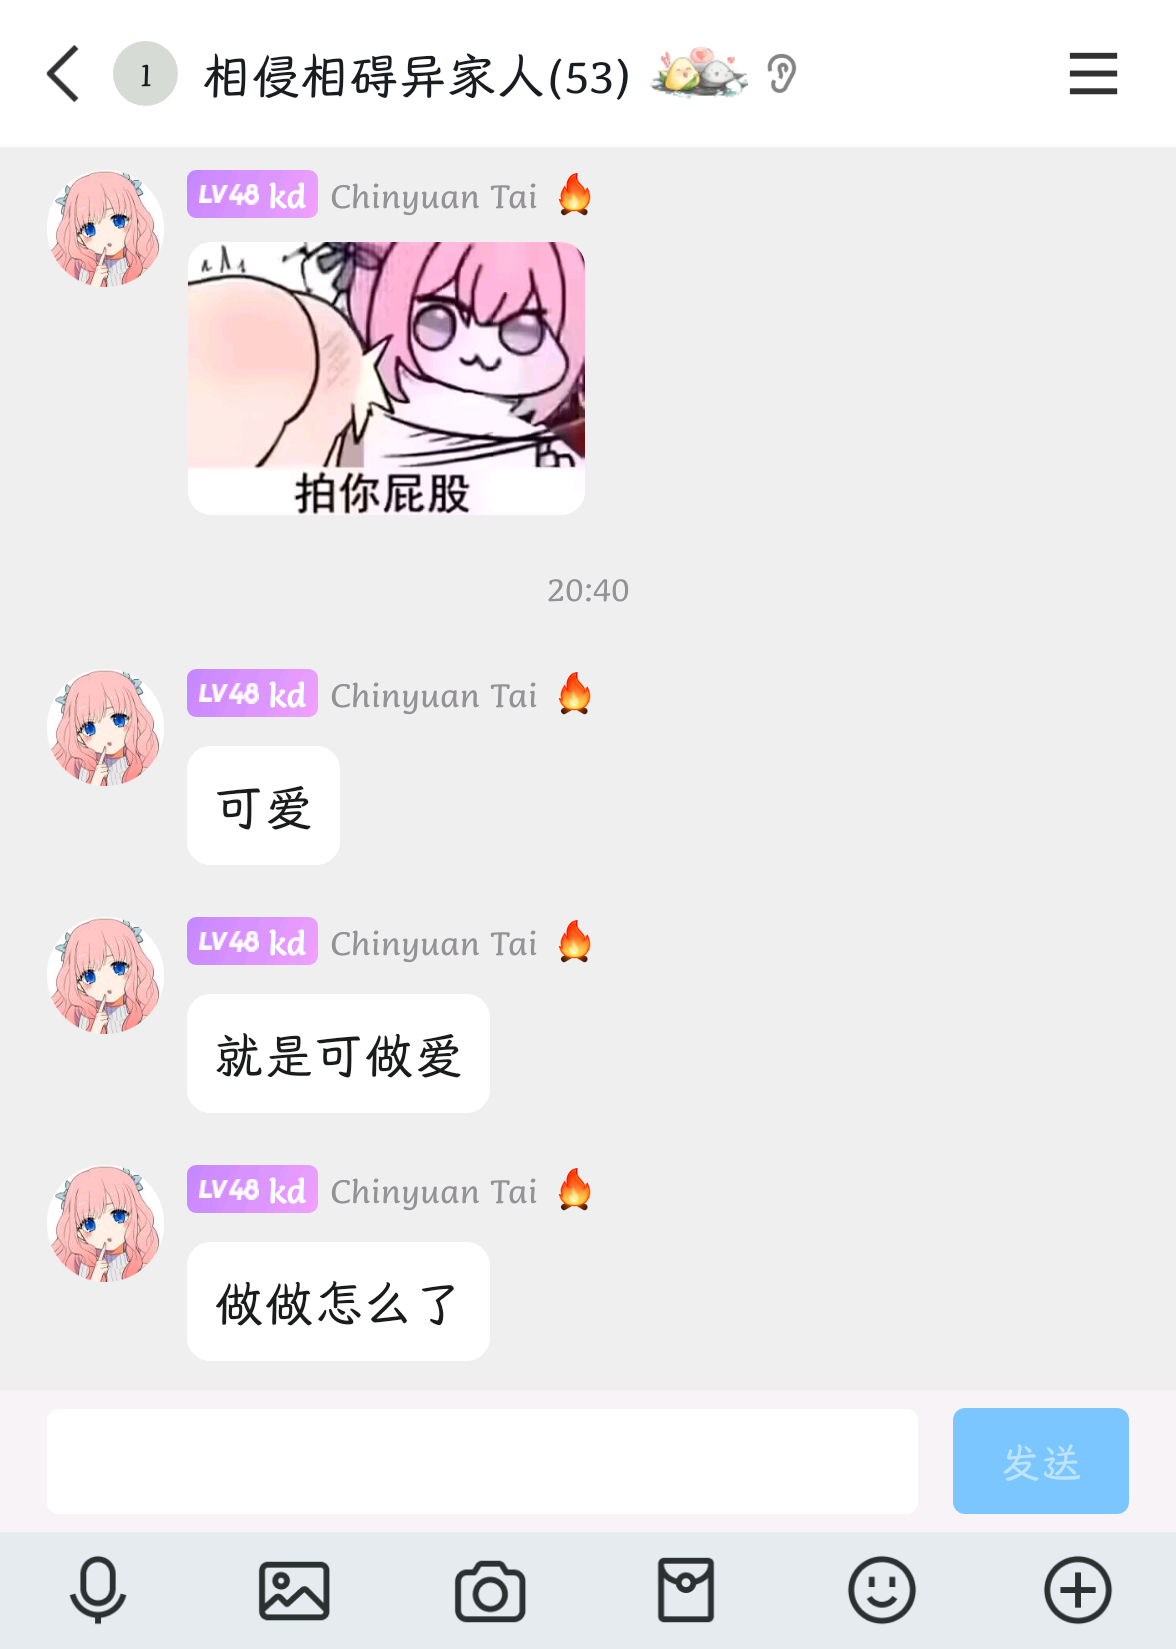 1
相侵相碍异家人(53)
LV48 kd Chinyuan Tai
拍你屁股
20:40
LV48 kd Chinyuan Tai
可爱
LV48 kd Chinyuan Tai
就是可做爱
LV48 kd Chinyuan Tai
做做怎么了
发送